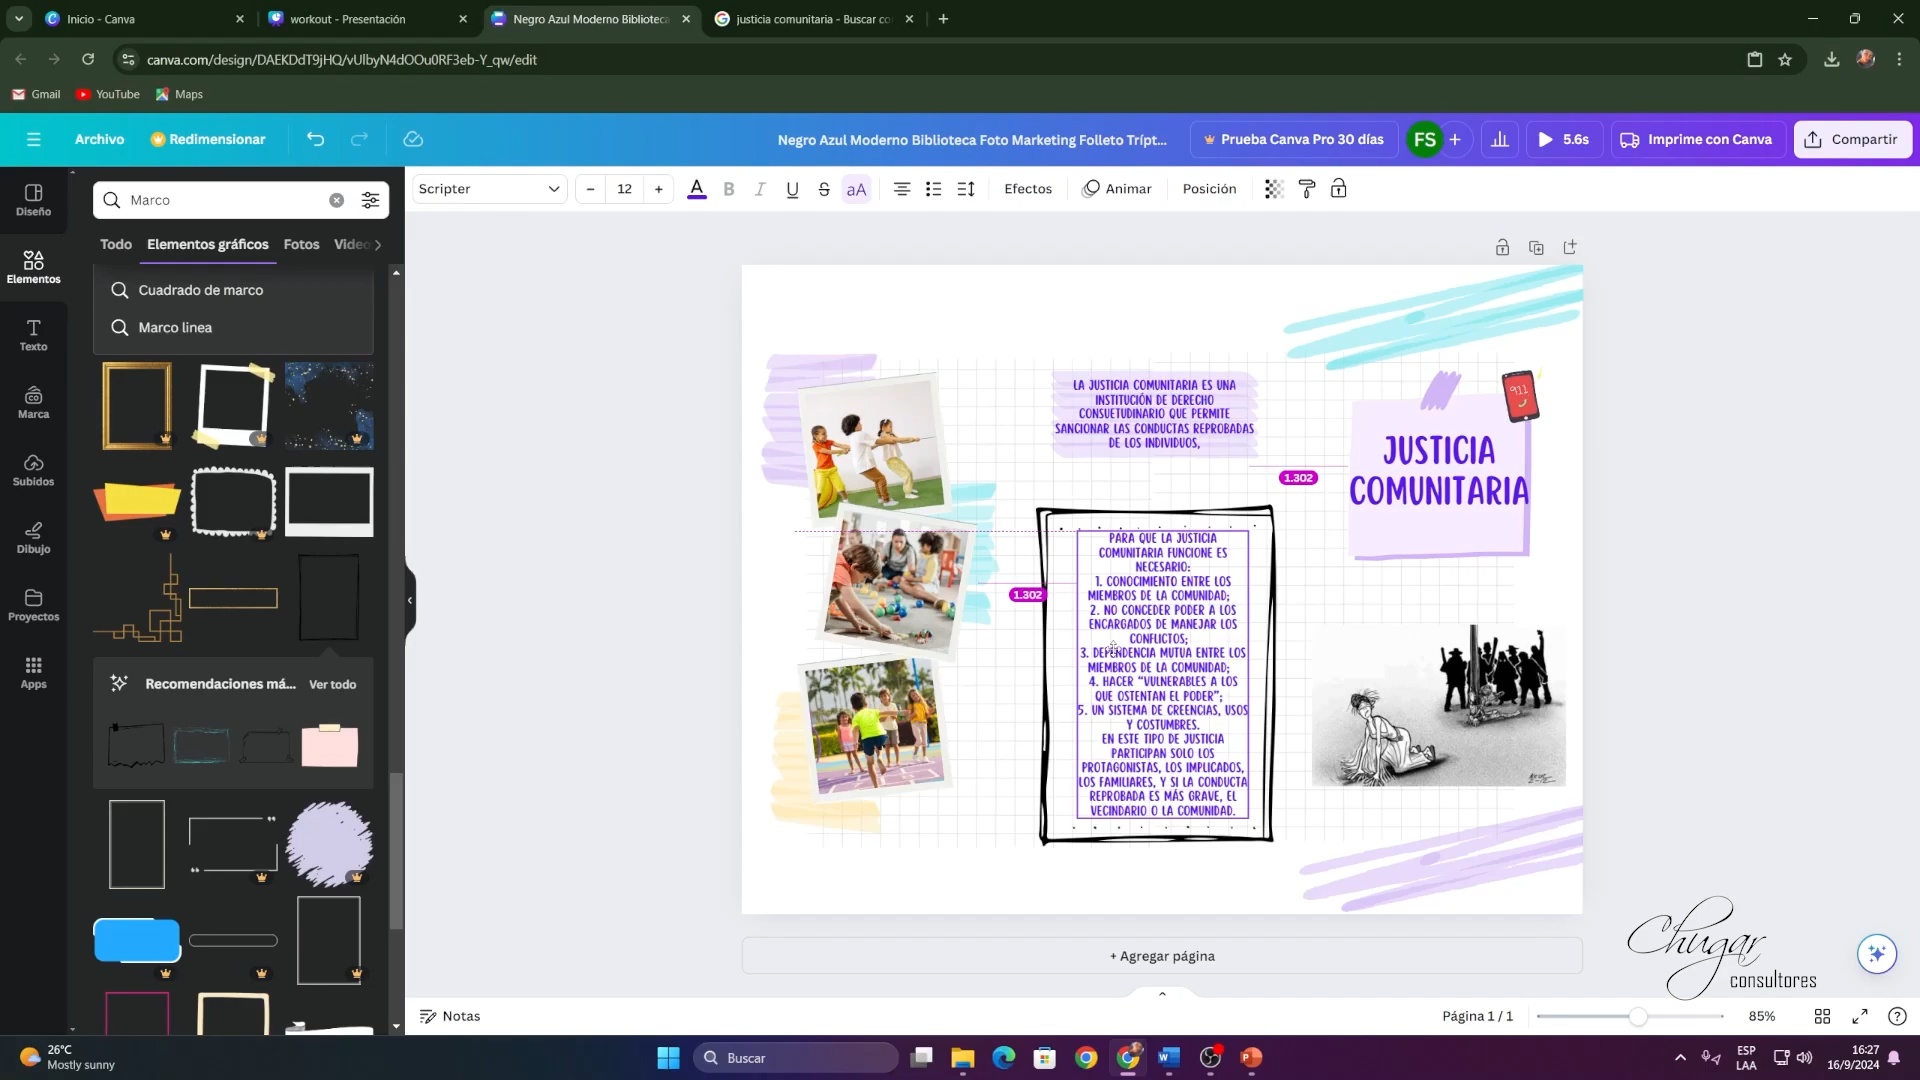 Inicio - Canva
workout - Presentación
Negro Azul Moderno Biblioteca
justicia comunitaria - Buscar co
canva.com/design/DAEKDdT9jHQ/vUlbyN4dOOu0RF3eb-Y_qw/edit
Gmail
YouTube
Maps
Archivo
Redimensionar
Negro Azul Moderno Biblioteca Foto Marketing Folleto Trípt...
Prueba Canva Pro 30 días
FS
5.6s
Imprime con Canva
Compartir
Diseño
Elementos
Texto
Marca
Subidos
Dibujo
Proyectos
Apps
Marco
Todo
Elementos gráficos
Fotos
Video
Cuadrado de marco
Marco linea
Recomendaciones má...
Ver todo
Scripter
12
A
B
I
U
S
aA
Efectos
Animar
Posición
LA JUSTICIA COMUNITARIA ES UNA
INSTITUCIÓN DE DERECHO
CONSUETUDINARIO QUE PERMITE
SANCIONAR LAS CONDUCTAS REPROBADAS
DE LOS INDIVIDUOS,
911
JUSTICIA
COMUNITARIA
1.302
1.302
PARA QUE LA JUSTICIA
COMUNITARIA FUNCIONE ES
NECESARIO:
1. CONOCIMIENTO ENTRE LOS
MIEMBROS DE LA COMUNIDAD;
2. NO CONCEDER PODER A LOS
ENCARGADOS DE MANEJAR LOS
CONFLICTOS;
3. DEPENDENCIA MUTUA ENTRE LOS
MIEMBROS DE LA COMUNIDAD;
4. HACER “VULNERABLES A LOS
QUE OSTENTAN EL PODER”;
5. UN SISTEMA DE CREENCIAS, USOS
Y COSTUMBRES.
EN ESTE TIPO DE JUSTICIA
PARTICIPAN SOLO LOS
PROTAGONISTAS, LOS IMPLICADOS,
LOS FAMILIARES, Y SI LA CONDUCTA
REPROBADA ES MÁS GRAVE, EL
VECINDARIO O LA COMUNIDAD.
+ Agregar página
Chugar
consultores
Notas
Página 1 / 1
85%
26°C
Mostly sunny
Buscar
ESP
LAA
16:27
16/9/2024